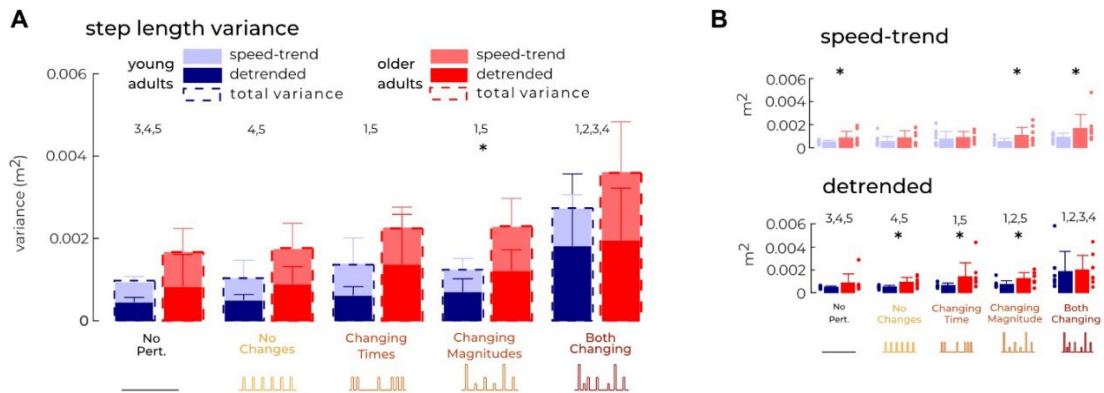 A
step length variance
young adults
speed-trend
detrended
total variance
older adults
speed-trend
detrended
total variance
variance (m²)
0.006
0.004
0.002
0
3,4,5
4,5
1,5
1,5
*
1,2,3,4
No Pert.
No Changes
Changing Times
Changing Magnitudes
Both Changing
B
speed-trend
m²
0.006
0.004
0.002
0
*
*
*
detrended
m²
0.006
0.004
0.002
0
3,4,5
4,5
*
1,5
*
1,2,5
*
1,2,3,4
No Pert.
No Changes
Changing Time
Changing Magnitude
Both Changing